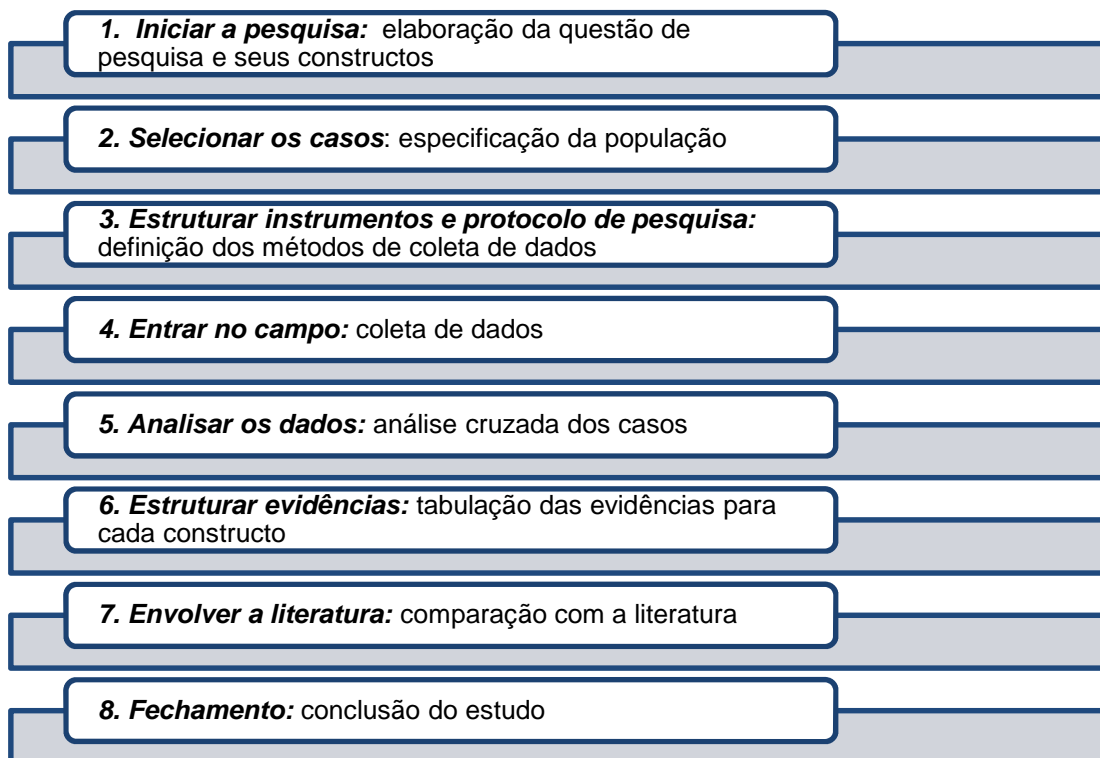 1. Iniciar a pesquisa: elaboração da questão de
pesquisa e seus constructos
2. Selecionar os casos: especificação da população
3. Estruturar instrumentos e protocolo de pesquisa:
definição dos métodos de coleta de dados
4. Entrar no campo: coleta de dados
5. Analisar os dados: análise cruzada dos casos
6. Estruturar evidências: tabulação das evidências para
cada constructo
7. Envolver a literatura: comparação com a literatura
8. Fechamento: conclusão do estudo